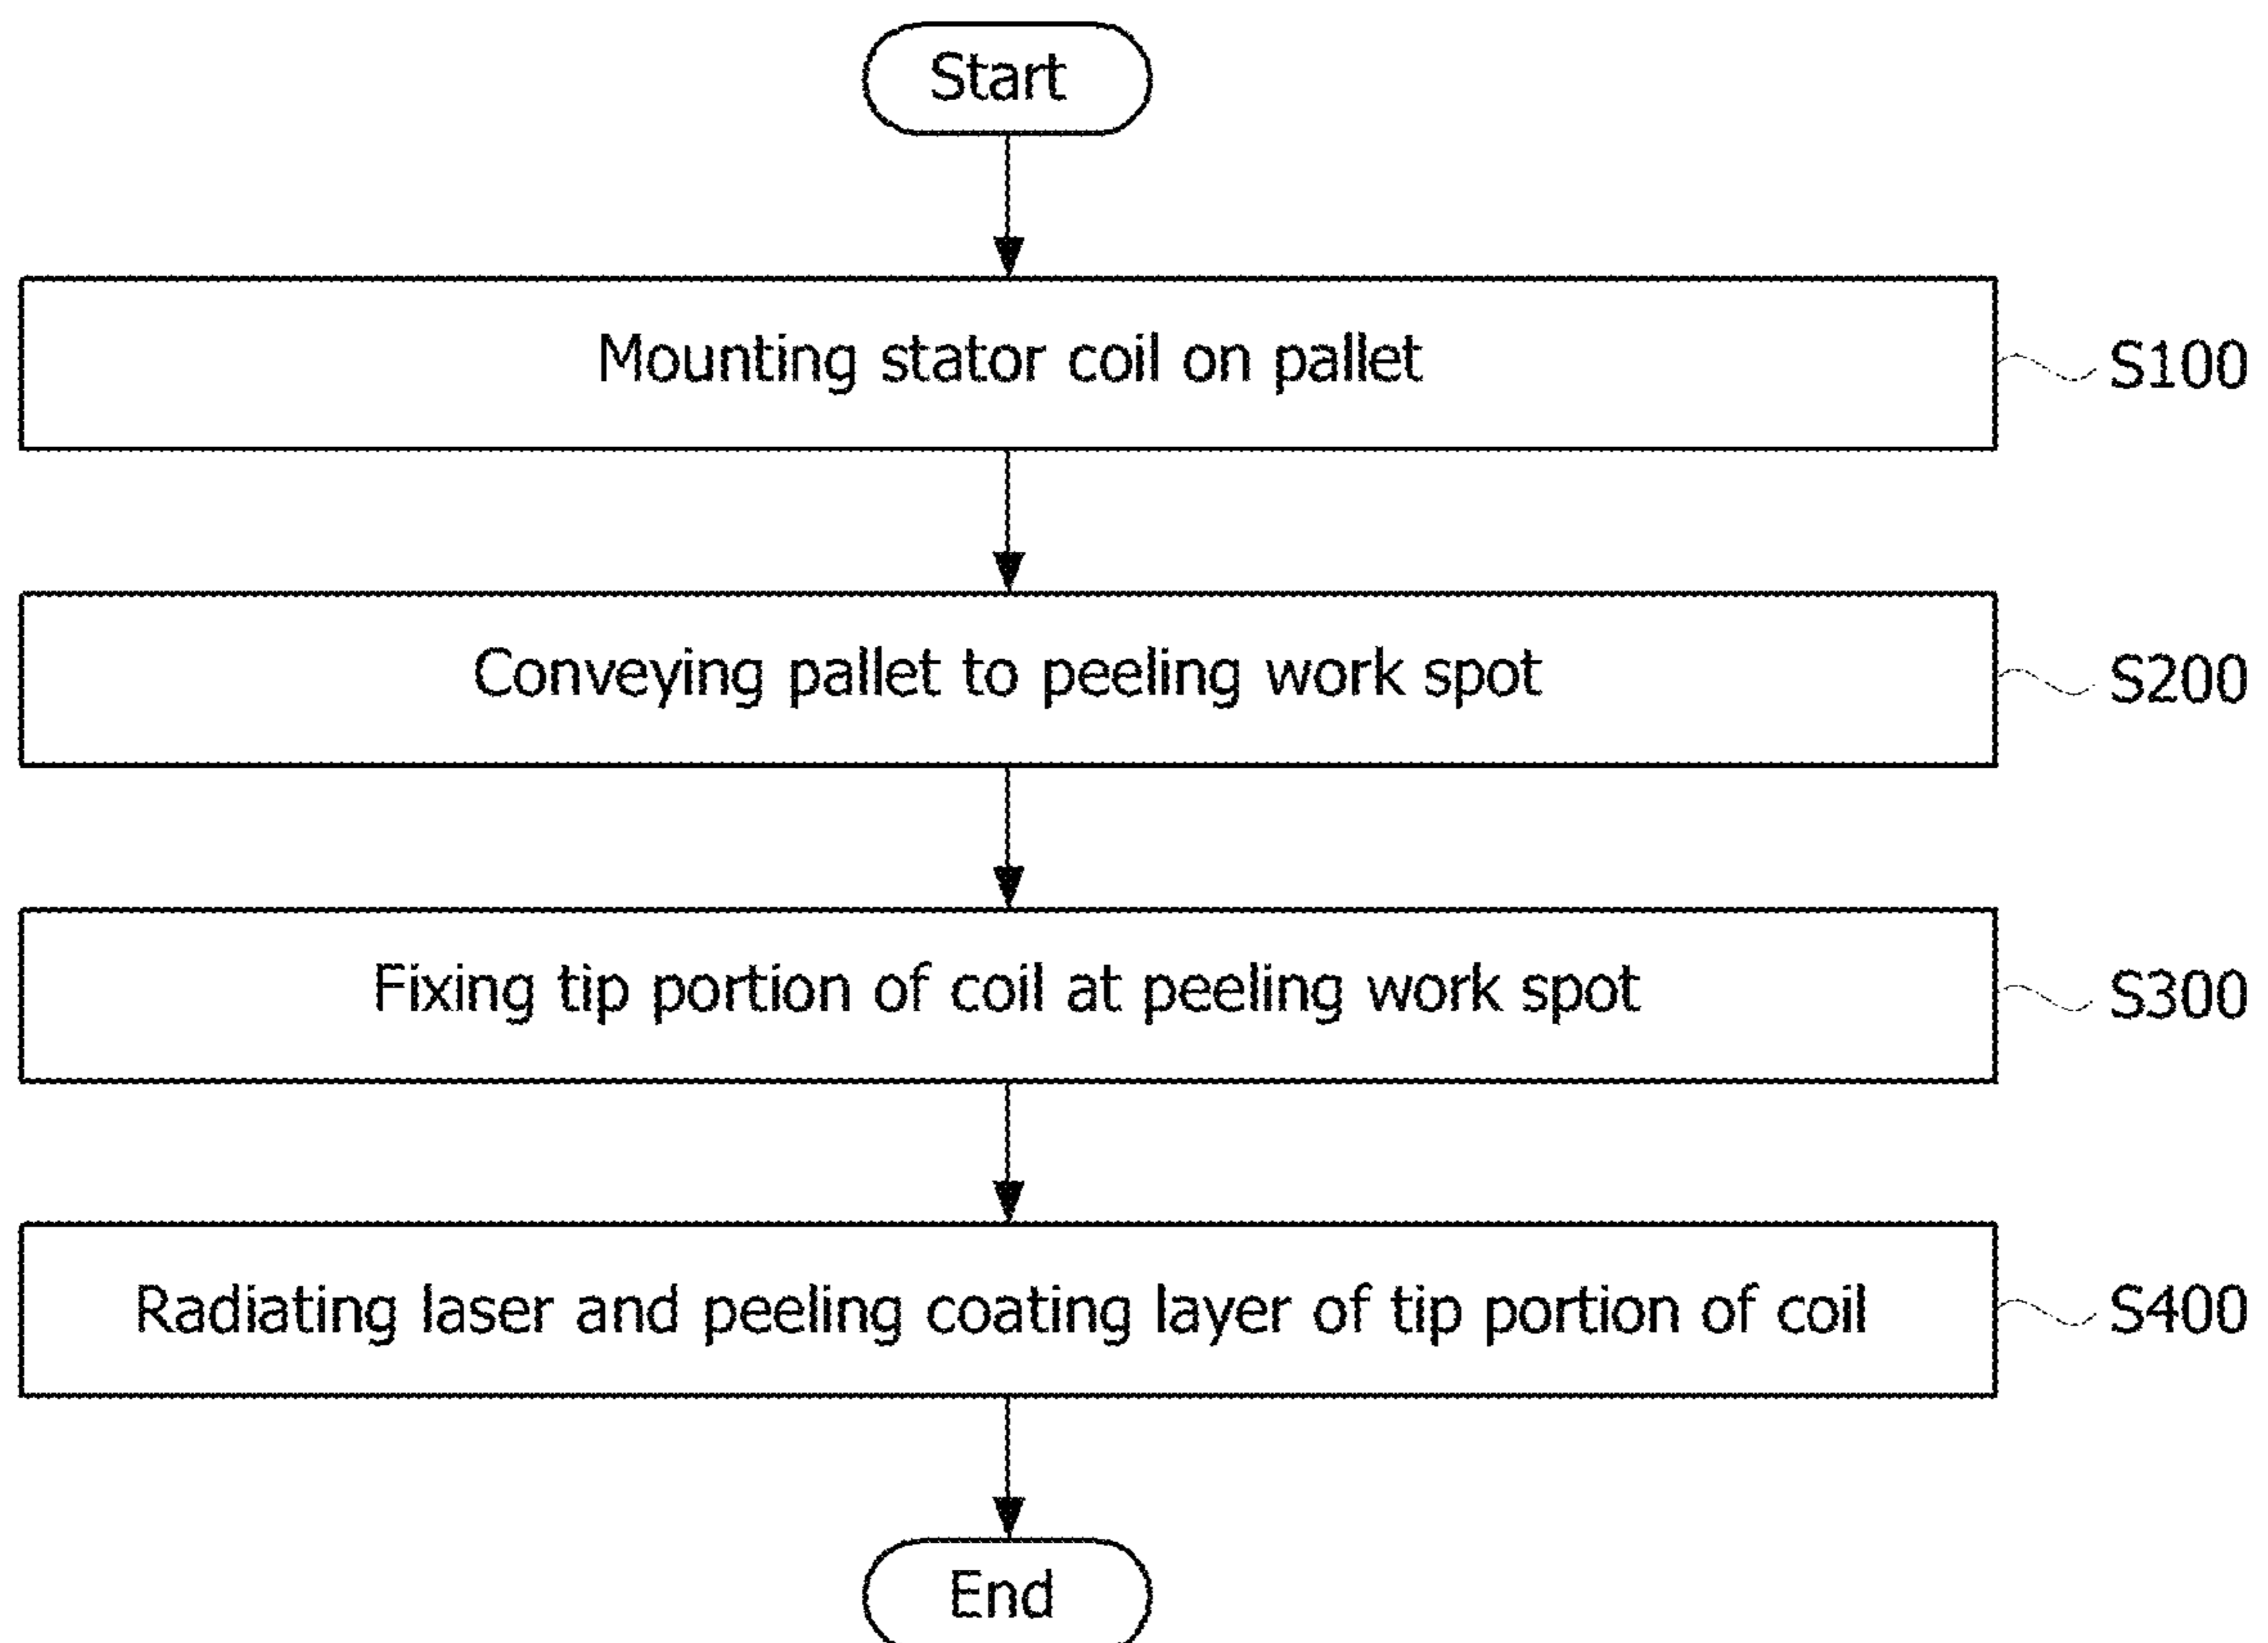 Start
Mounting stator coil on pallet
S100
Conveying pallet to peeling work spot
S200
Fixing tip portion of coil at peeling work spot
S300
Radiating laser and peeling coating layer of tip portion of coil
S400
End